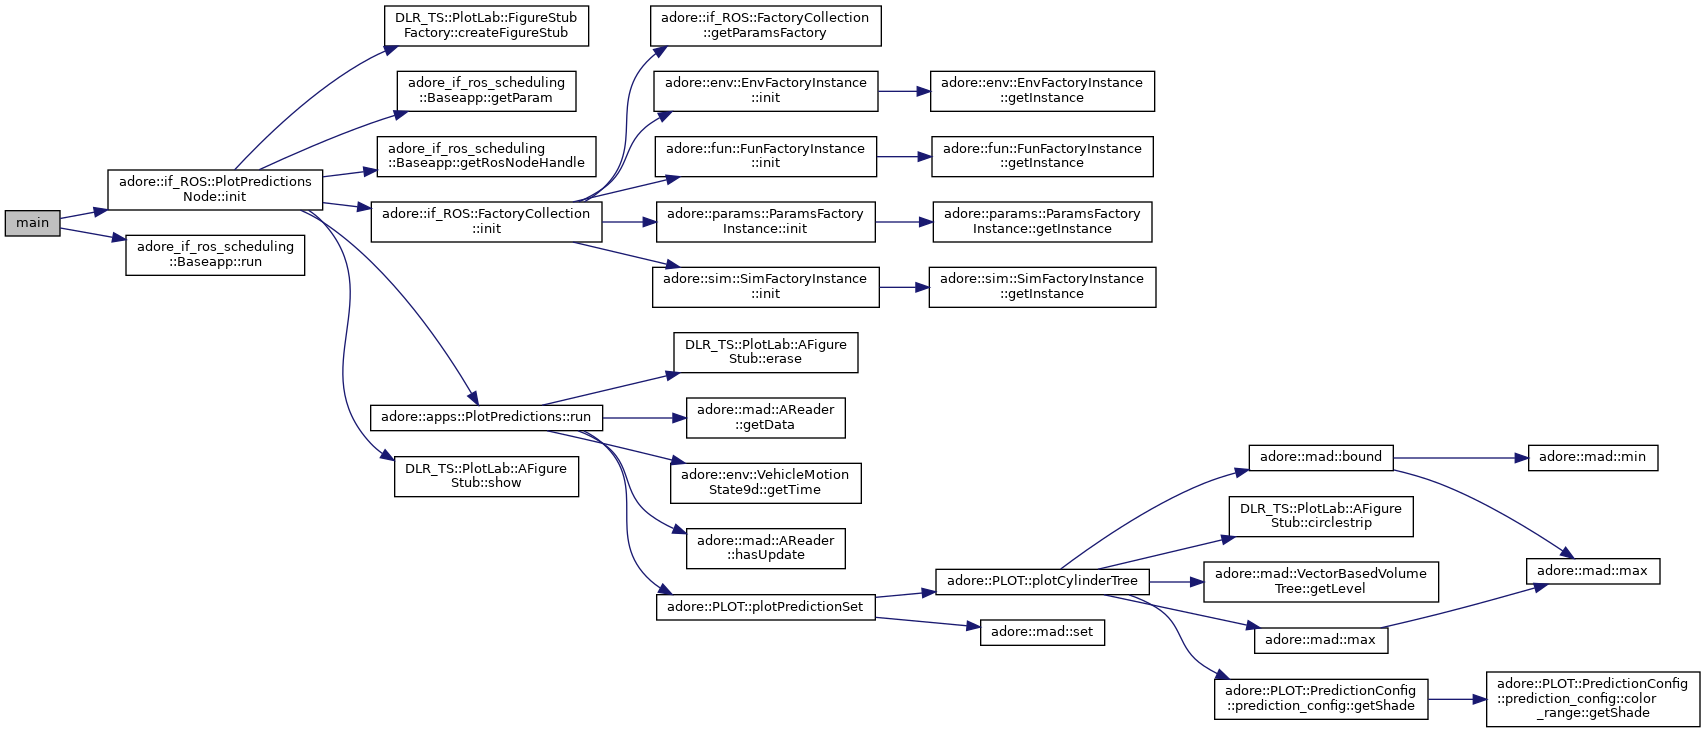 main
adore::if_ROS::PlotPredictions
Node::init
adore_if_ros_scheduling
::Baseapp::run
DLR_TS::PlotLab::FigureStub
Factory::createFigureStub
adore_if_ros_scheduling
::Baseapp::getParam
adore_if_ros_scheduling
::Baseapp::getRosNodeHandle
adore::if_ROS::FactoryCollection
::init
adore::apps::PlotPredictions::run
DLR_TS::PlotLab::AFigure
Stub::show
adore::if_ROS::FactoryCollection
::getParamsFactory
adore::env::EnvFactoryInstance
::init
adore::fun::FunFactoryInstance
::init
adore::params::ParamsFactory
Instance::init
adore::sim::SimFactoryInstance
::init
adore::env::EnvFactoryInstance
::getInstance
adore::fun::FunFactoryInstance
::getInstance
adore::params::ParamsFactory
Instance::getInstance
adore::sim::SimFactoryInstance
::getInstance
DLR_TS::PlotLab::AFigure
Stub::erase
adore::mad::AReader
::getData
adore::env::VehicleMotion
State9d::getTime
adore::mad::AReader
::hasUpdate
adore::PLOT::plotPredictionSet
adore::PLOT::plotCylinderTree
adore::mad::set
adore::mad::bound
DLR_TS::PlotLab::AFigure
Stub::circlestrip
adore::mad::VectorBasedVolume
Tree::getLevel
adore::mad::max
adore::PLOT::PredictionConfig
::prediction_config::getShade
adore::mad::min
adore::mad::max
adore::PLOT::PredictionConfig
::prediction_config::color
_range::getShade